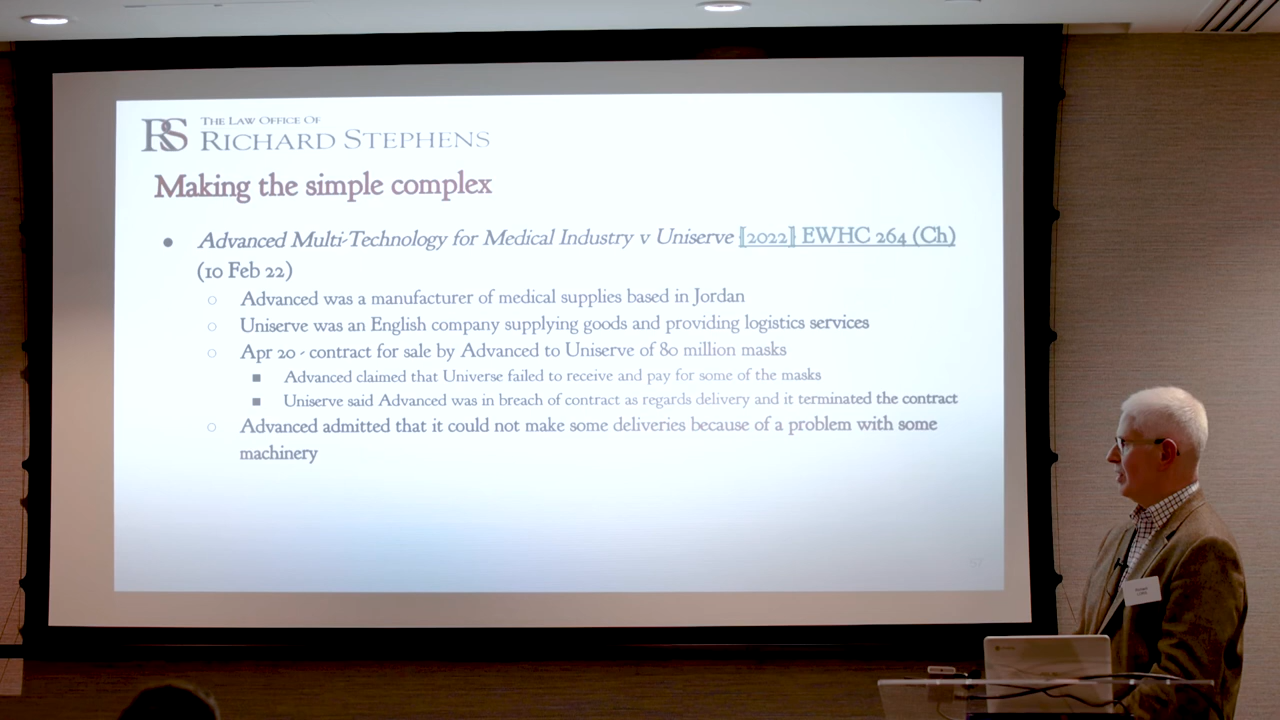 RS THE LAW OFFICE OF
RICHARD STEPHENS
Making the simple complex
● Advanced Multi-Technology for Medical Industry v Uniserve [2022] EWHC 264 (Ch)
(10 Feb 22)
○ Advanced was a manufacturer of medical supplies based in Jordan
○ Uniserve was an English company supplying goods and providing logistics services
○ Apr 20 - contract for sale by Advanced to Uniserve of 80 million masks
■ Advanced claimed that Universe failed to receive and pay for some of the masks
■ Uniserve said Advanced was in breach of contract as regards delivery and it terminated the contract
○ Advanced admitted that it could not make some deliveries because of a problem with some
machinery